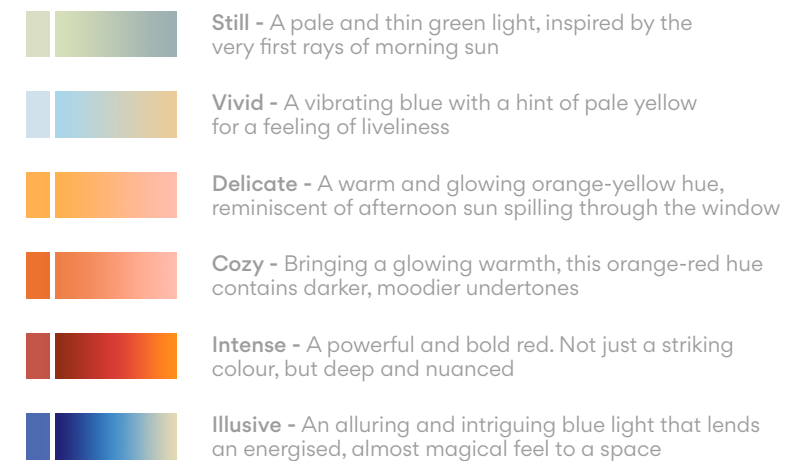 Still - A pale and thin green light, inspired by the
very first rays of morning sun
Vivid - A vibrating blue with a hint of pale yellow
for a feeling of liveliness
Delicate - A warm and glowing orange-yellow hue,
reminiscent of afternoon sun spilling through the window
Cozy - Bringing a glowing warmth, this orange-red hue
contains darker, moodier undertones
Intense - A powerful and bold red. Not just a striking
colour, but deep and nuanced
Illusive - An alluring and intriguing blue light that lends
an energised, almost magical feel to a space